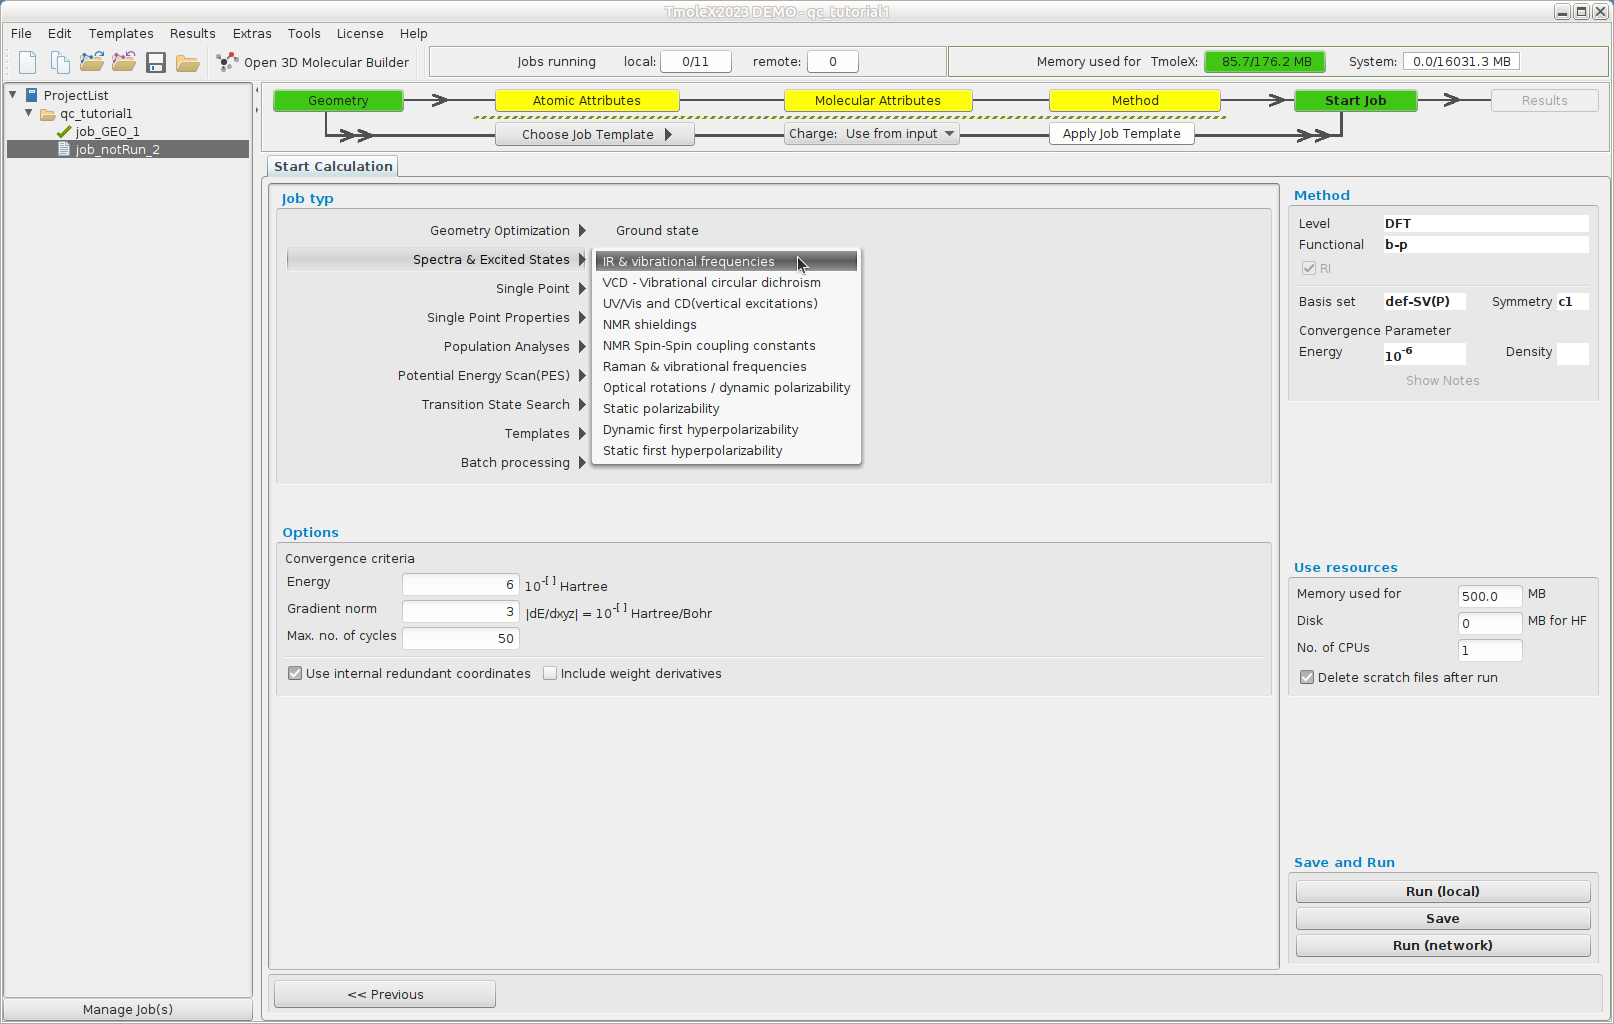 TmoleX2023 DEMO - qc_tutorial1
File Edit Templates Results Extras Tools License Help
Open 3D Molecular Builder
Jobs running local: 0/11 remote: 0
Memory used for TmoleX: 85.7/176.2 MB System: 0.0/16031.3 MB
ProjectList
qc_tutorial1
job_GEO_1
job_notRun_2
Manage Job(s)
Geometry Atomic Attributes Molecular Attributes Method Start Job Results
Choose Job Template Charge: Use from input Apply Job Template
Start Calculation
Job typ
Geometry Optimization Ground state
Spectra & Excited States
Single Point
Single Point Properties
Population Analyses
Potential Energy Scan(PES)
Transition State Search
Templates
Batch processing
IR & vibrational frequencies
VCD - Vibrational circular dichroism
UV/Vis and CD(vertical excitations)
NMR shieldings
NMR Spin-Spin coupling constants
Raman & vibrational frequencies
Optical rotations / dynamic polarizability
Static polarizability
Dynamic first hyperpolarizability
Static first hyperpolarizability
Options
Convergence criteria
Energy 6 10-[ ] Hartree
Gradient norm 3 |dE/dxyz| = 10-[ ] Hartree/Bohr
Max. no. of cycles 50
Use internal redundant coordinates Include weight derivatives
<< Previous
Method
Level DFT
Functional b-p
RI
Basis set def-SV(P) Symmetry c1
Convergence Parameter
Energy 10-6 Density
Show Notes
Use resources
Memory used for 500.0 MB
Disk 0 MB for HF
No. of CPUs 1
Delete scratch files after run
Save and Run
Run (local)
Save
Run (network)